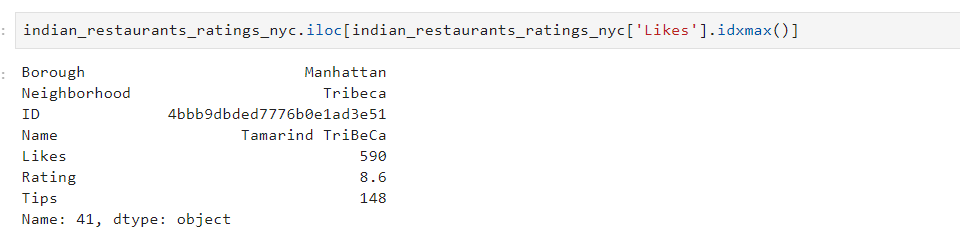 : indian_restaurants_ratings_nyc.iloc[indian_restaurants_ratings_nyc['Likes'].idxmax()]
: Borough Manhattan
Neighborhood Tribeca
ID 4bbb9dbded7776b0e1ad3e51
Name Tamarind TriBeCa
Likes 590
Rating 8.6
Tips 148
Name: 41, dtype: object